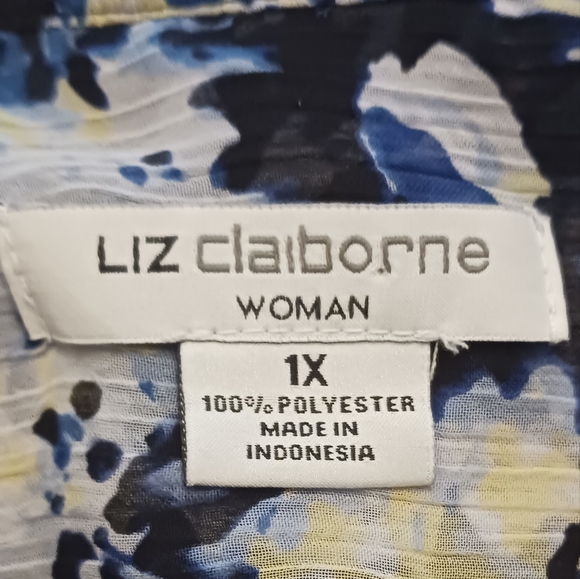 LIZ claiborne
WOMAN
1X
100% POLYESTER
MADE IN
INDONESIA